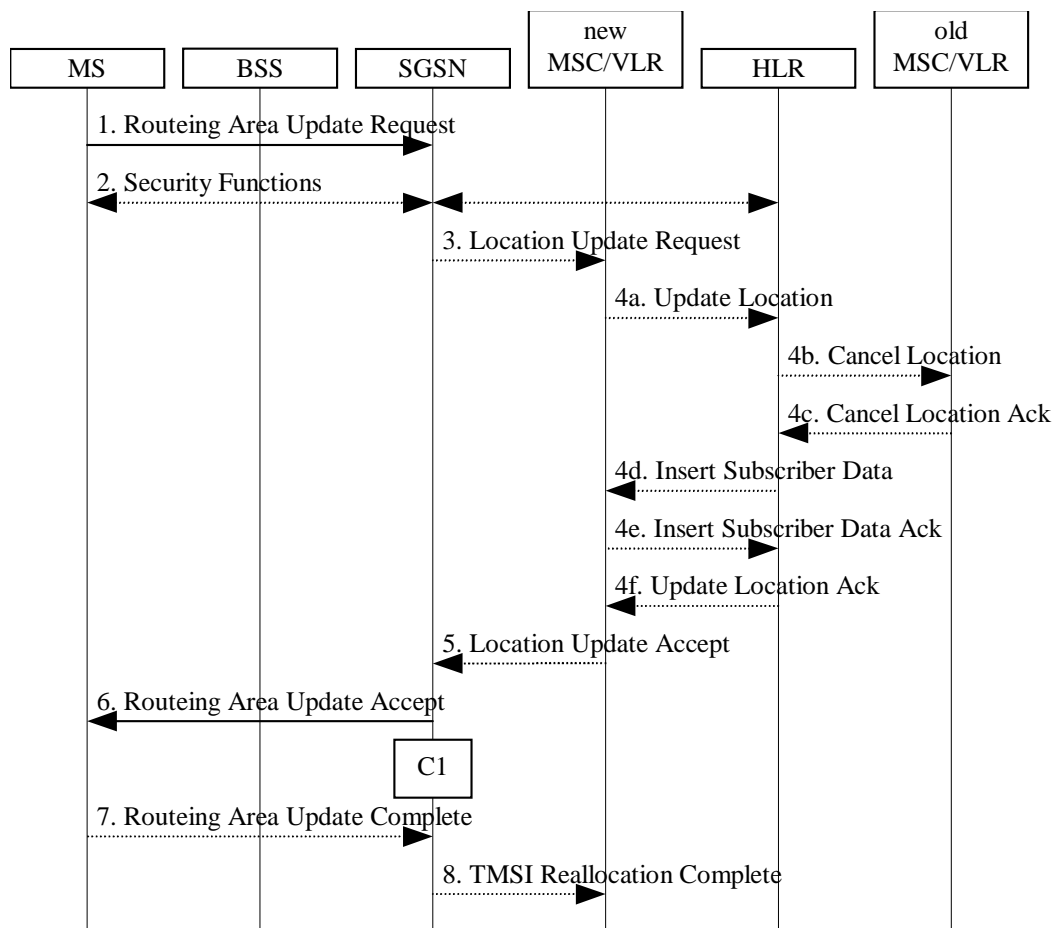 new
MSC/VLR
old
MSC/VLR
MS
BSS
SGSN
HLR
1. Routeing Area Update Request
2. Security Functions
3. Location Update Request
4a. Update Location
4b. Cancel Location
4c. Cancel Location Ack
4d. Insert Subscriber Data
4e. Insert Subscriber Data Ack
4f. Update Location Ack
5. Location Update Accept
6. Routeing Area Update Accept
C1
7. Routeing Area Update Complete
8. TMSI Reallocation Complete